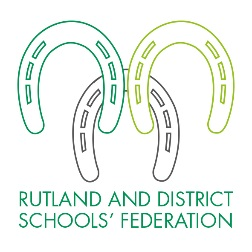 RUTLAND AND DISTRICT
SCHOOLS' FEDERATION